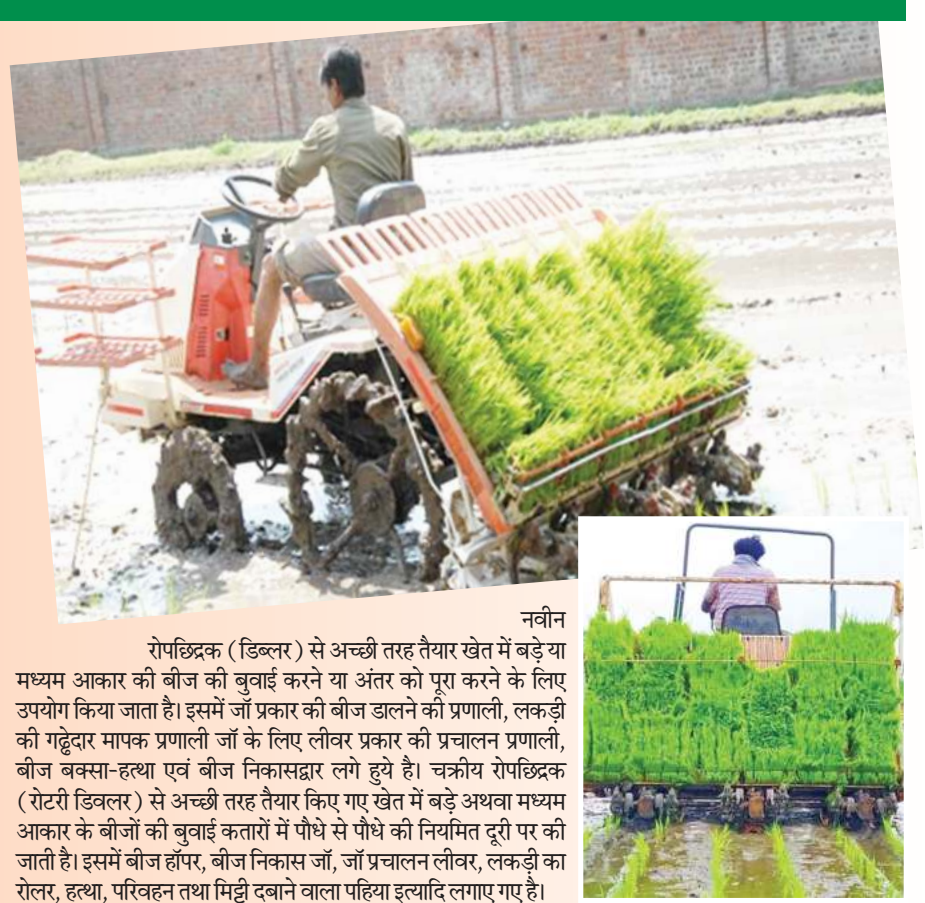 नवीन
रोपछिद्रक (डिब्लर) से अच्छी तरह तैयार खेत में बड़े या
मध्यम आकार की बीज की बुवाई करने या अंतर को पूरा करने के लिए
उपयोग किया जाता है। इसमें जॉ प्रकार की बीज डालने की प्रणाली, लकड़ी
की गढ्ढेदार मापक प्रणाली जॉ के लिए लीवर प्रकार की प्रचालन प्रणाली,
बीज बक्सा-हत्था एवं बीज निकासद्वार लगे हुये है। चक्रीय रोपछिद्रक
(रोटरी डिवलर) से अच्छी तरह तैयार किए गए खेत में बड़े अथवा मध्यम
आकार के बीजों की बुवाई कतारों में पौधे से पौधे की नियमित दूरी पर की
जाती है। इसमें बीज हॉपर, बीज निकास जॉ, जॉ प्रचालन लीवर, लकड़ी का
रोलर, हत्था, परिवहन तथा मिट्टी दबाने वाला पहिया इत्यादि लगाए गए है।